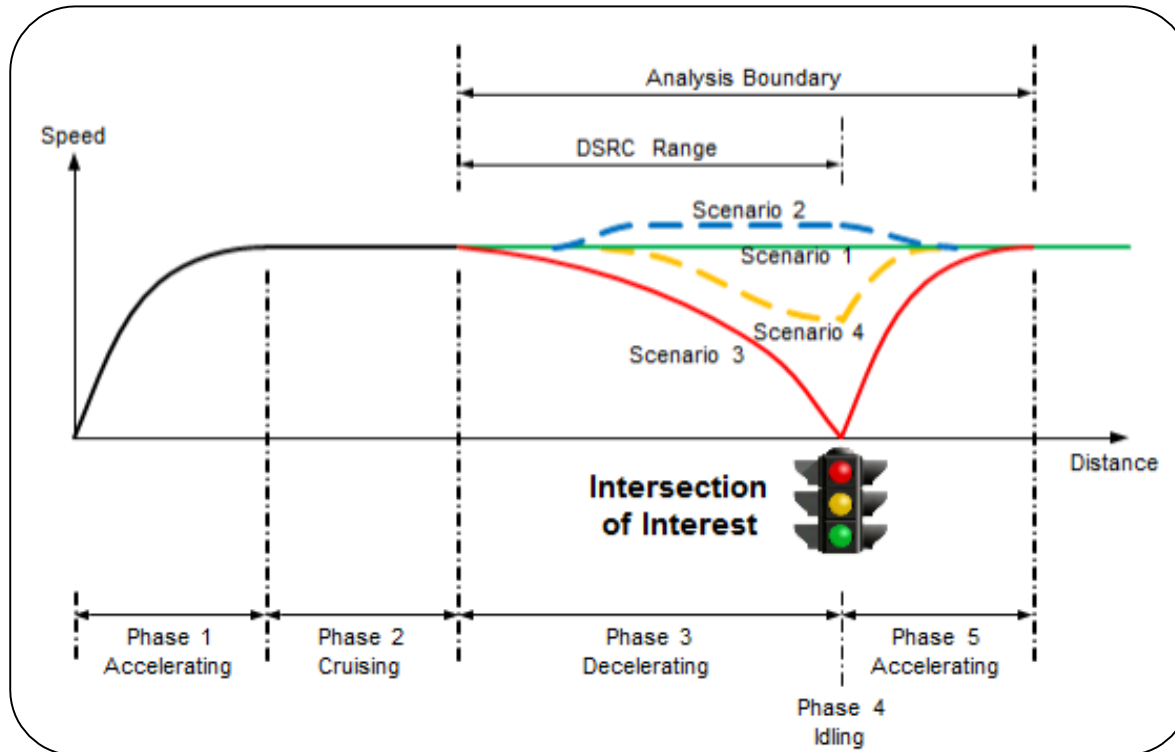 Analysis Boundary
Speed
DSRC Range
Scenario 2
Scenario 1
Scenario 4
Scenario 3
Distance
Intersection
of Interest
Phase 1
Accelerating
Phase 2
Cruising
Phase 3
Decelerating
Phase 5
Accelerating
Phase 4
Idling